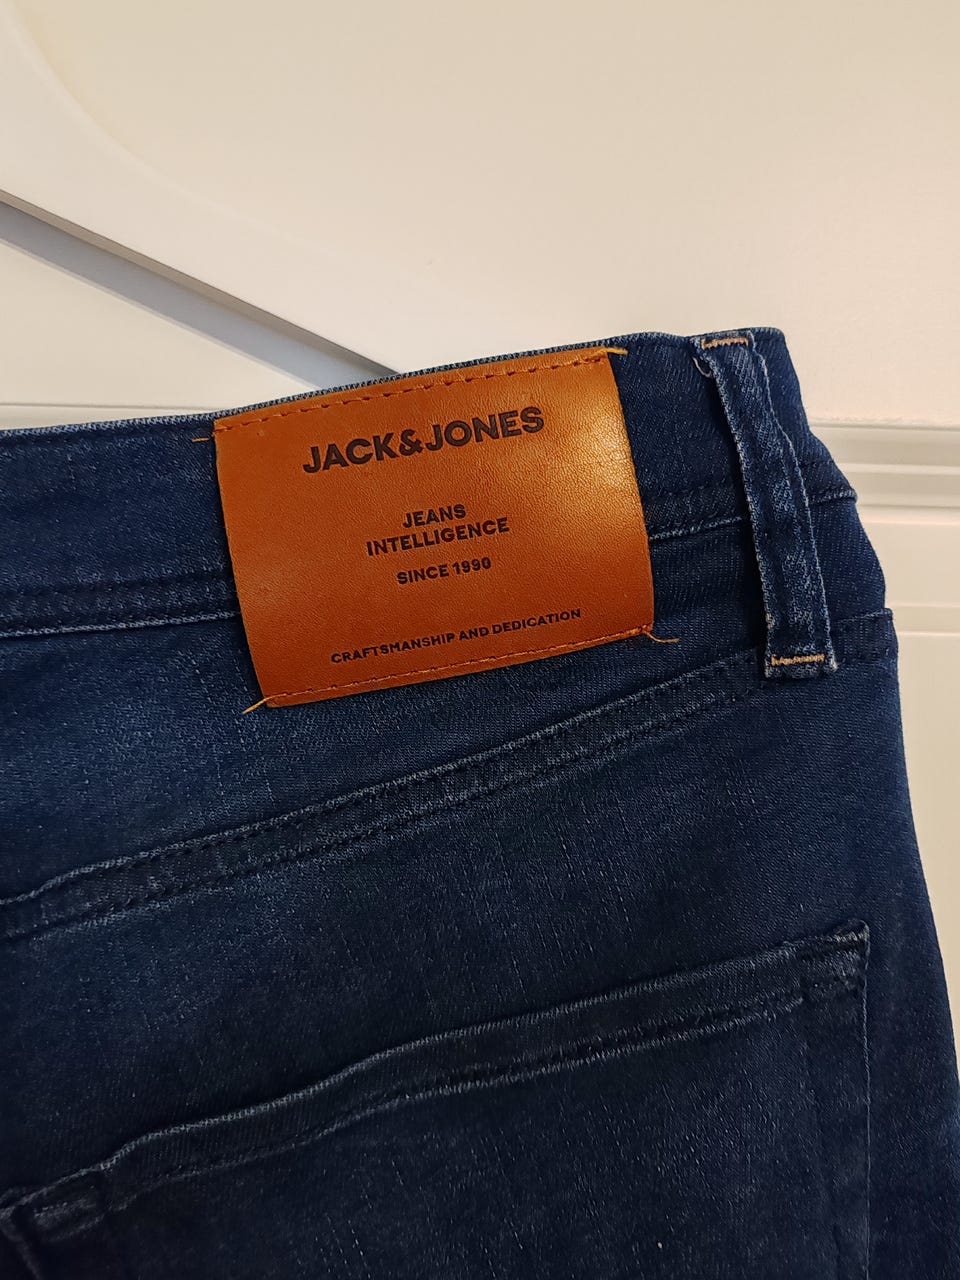 JACK&JONES
JEANS
INTELLIGENCE
SINCE 1990
CRAFTSMANSHIP AND DEDICATION